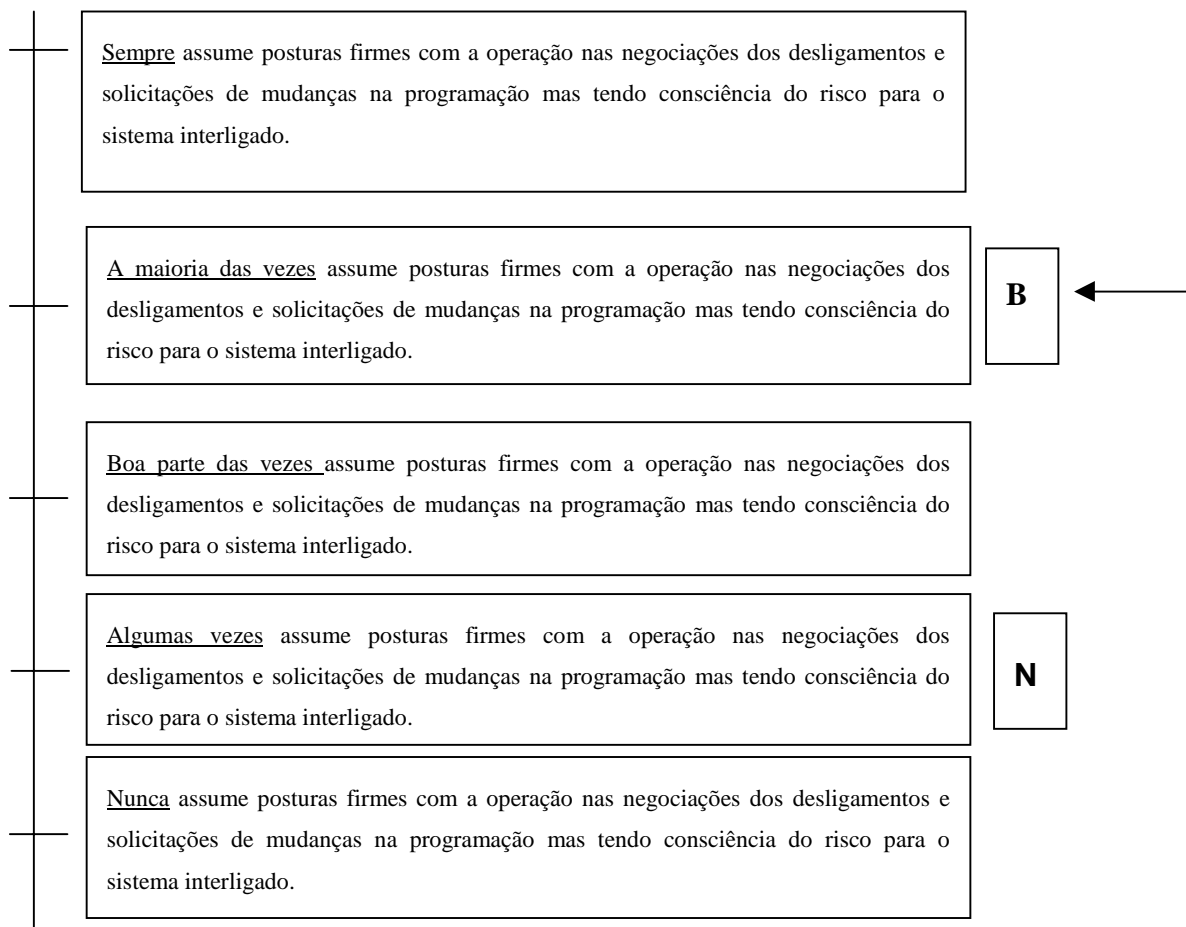 Sempre assume posturas firmes com a operação nas negociações dos desligamentos e
solicitações de mudanças na programação mas tendo consciência do risco para o
sistema interligado.
A maioria das vezes assume posturas firmes com a operação nas negociações dos
desligamentos e solicitações de mudanças na programação mas tendo consciência do
risco para o sistema interligado.
B
Boa parte das vezes assume posturas firmes com a operação nas negociações dos
desligamentos e solicitações de mudanças na programação mas tendo consciência do
risco para o sistema interligado.
Algumas vezes assume posturas firmes com a operação nas negociações dos
desligamentos e solicitações de mudanças na programação mas tendo consciência do
risco para o sistema interligado.
N
Nunca assume posturas firmes com a operação nas negociações dos desligamentos e
solicitações de mudanças na programação mas tendo consciência do risco para o
sistema interligado.